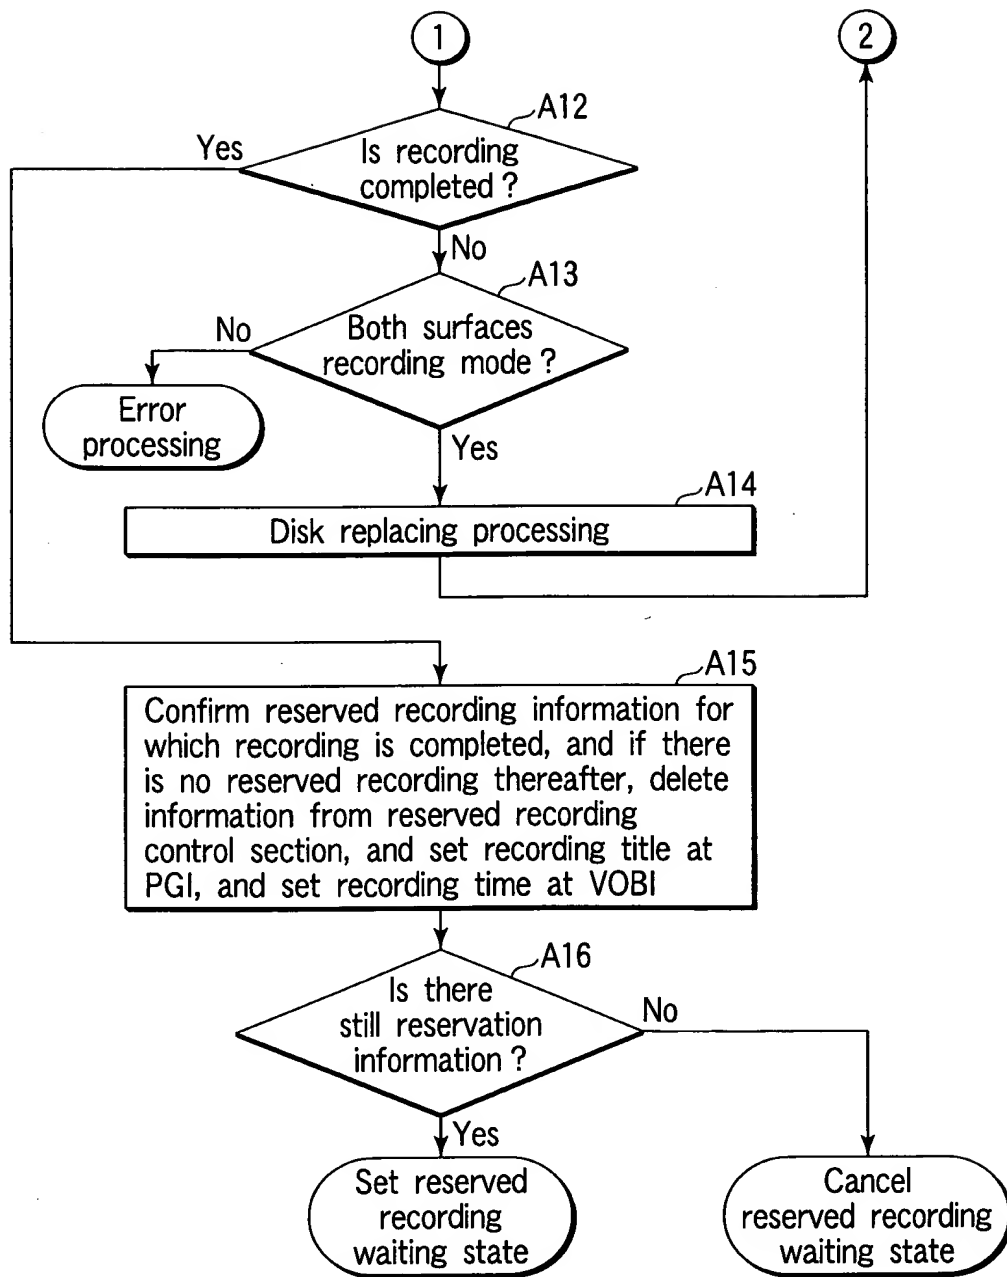 1
2
A12
Yes
Is recording
completed ?
No
A13
No
Both surfaces
recording mode ?
Error
processing
Yes
A14
Disk replacing processing
A15
Confirm reserved recording information for
which recording is completed, and if there
is no reserved recording thereafter, delete
information from reserved recording
control section, and set recording title at
PGI, and set recording time at VOBI
A16
Is there
still reservation
information ?
No
Yes
Set reserved
recording
waiting state
Cancel
reserved recording
waiting state